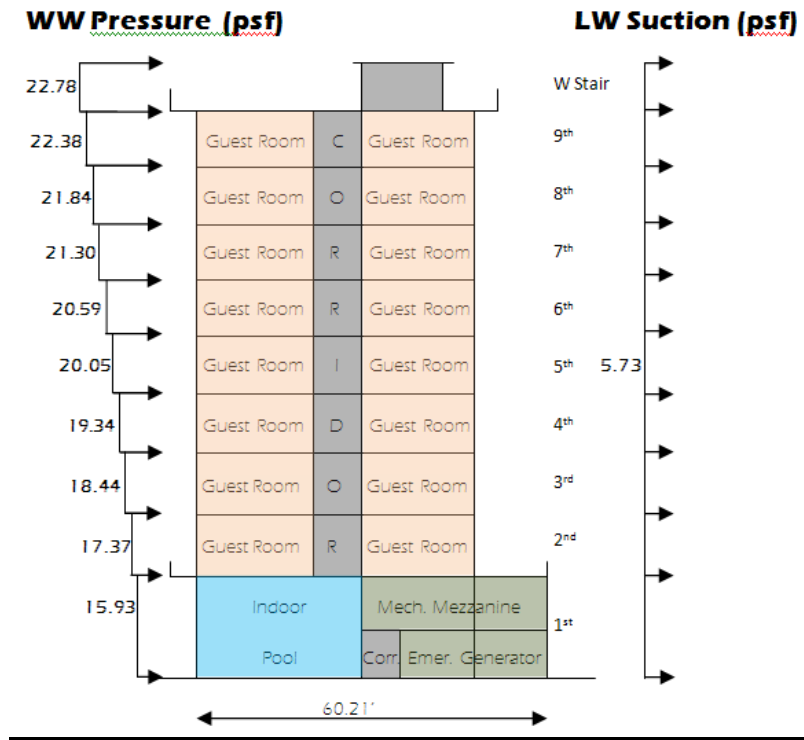 WW Pressure (psf) LW Suction (psf)
22.78 W Stair
22.38 Guest Room C Guest Room 9th
21.84 Guest Room O Guest Room 8th
21.30 Guest Room R Guest Room 7th
20.59 Guest Room R Guest Room 6th
20.05 Guest Room I Guest Room 5th 5.73
19.34 Guest Room D Guest Room 4th
18.44 Guest Room O Guest Room 3rd
17.37 Guest Room R Guest Room 2nd
15.93 Indoor Mech. Mezzanine
1st
Pool Corr. Emer. Generator
60.21'